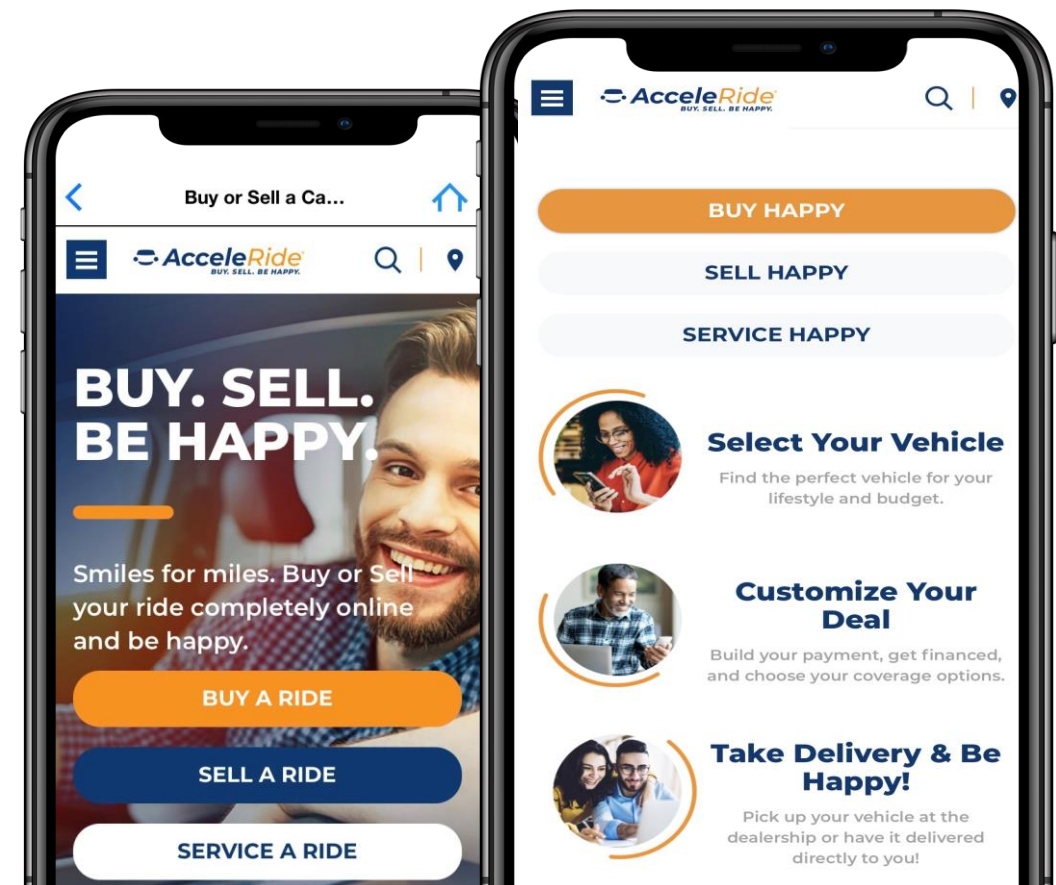 Buy or Sell a Ca...
AcceleRide
BUY. SELL. BE HAPPY.
BUY. SELL.
BE HAPPY.
Smiles for miles. Buy or Sell
your ride completely online
and be happy.
BUY A RIDE
SELL A RIDE
SERVICE A RIDE
AcceleRide
BUY. SELL. BE HAPPY.
BUY HAPPY
SELL HAPPY
SERVICE HAPPY
Select Your Vehicle
Find the perfect vehicle for your
lifestyle and budget.
Customize Your
Deal
Build your payment, get financed,
and choose your coverage options.
Take Delivery & Be
Happy!
Pick up your vehicle at the
dealership or have it delivered
directly to you!